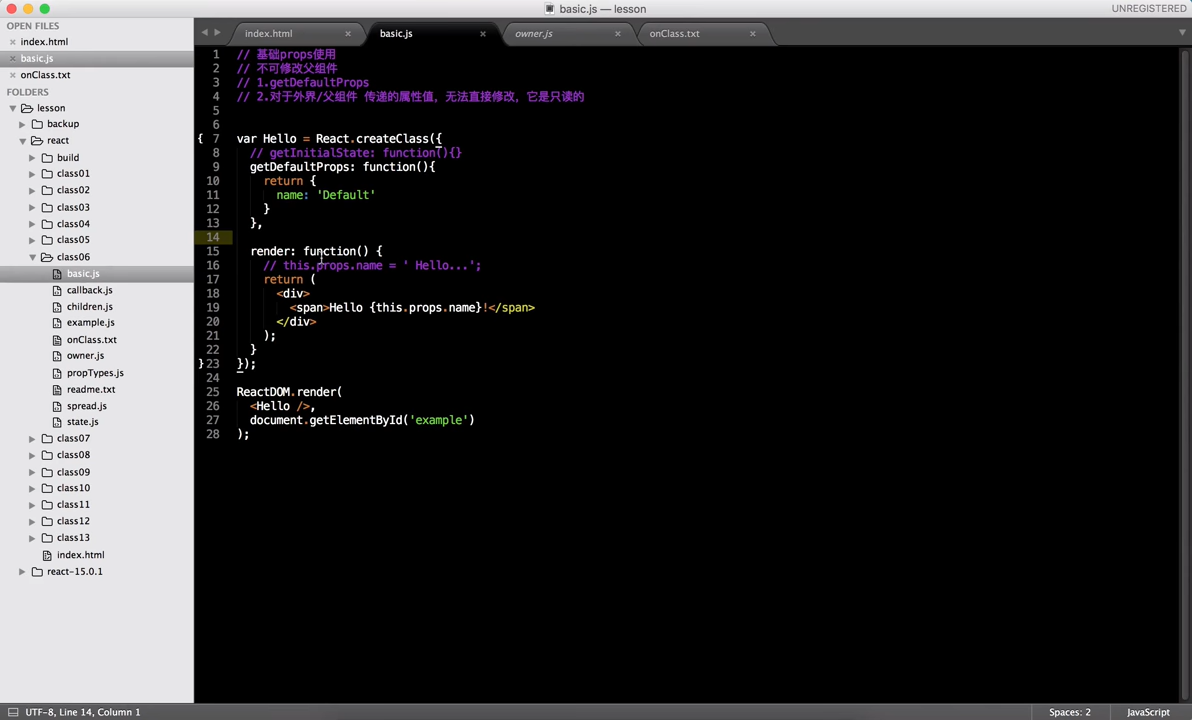 basic.js — lesson
UNREGISTERED
OPEN FILES
index.html
basic.js
onClass.txt
FOLDERS
lesson
backup
react
build
class01
class02
class03
class04
class05
class06
basic.js
callback.js
children.js
example.js
onClass.txt
owner.js
propTypes.js
readme.txt
spread.js
state.js
class07
class08
class09
class10
class11
class12
class13
index.html
react-15.0.1
index.html
basic.js
owner.js
onClass.txt
1 // 基础props使用
2 // 不可修改父组件
3 // 1.getDefaultProps
4 // 2.对于外界/父组件 传递的属性值，无法直接修改，它是只读的
5
6
{ 7 var Hello = React.createClass({
8 // getInitialState: function(){}
9 getDefaultProps: function(){
10 return {
11 name: 'Default'
12 }
13 },
14
15 render: function() {
16 // this.props.name = ' Hello...';
17 return (
18 <div>
19 <span>Hello {this.props.name}!</span>
20 </div>
21 );
22 }
}23 });
24
25 ReactDOM.render(
26 <Hello />,
27 document.getElementById('example')
28 );
UTF-8, Line 14, Column 1
Spaces: 2
JavaScript